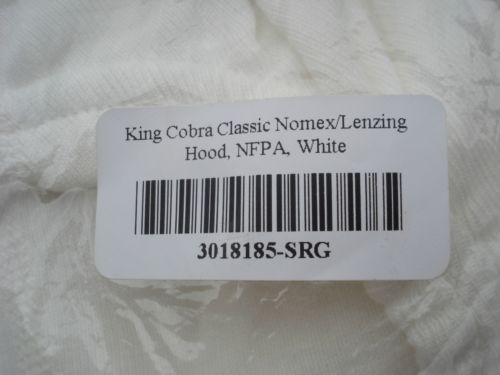 King Cobra Classic Nomex/Lenzing
Hood, NFPA, White
3018185-SRG